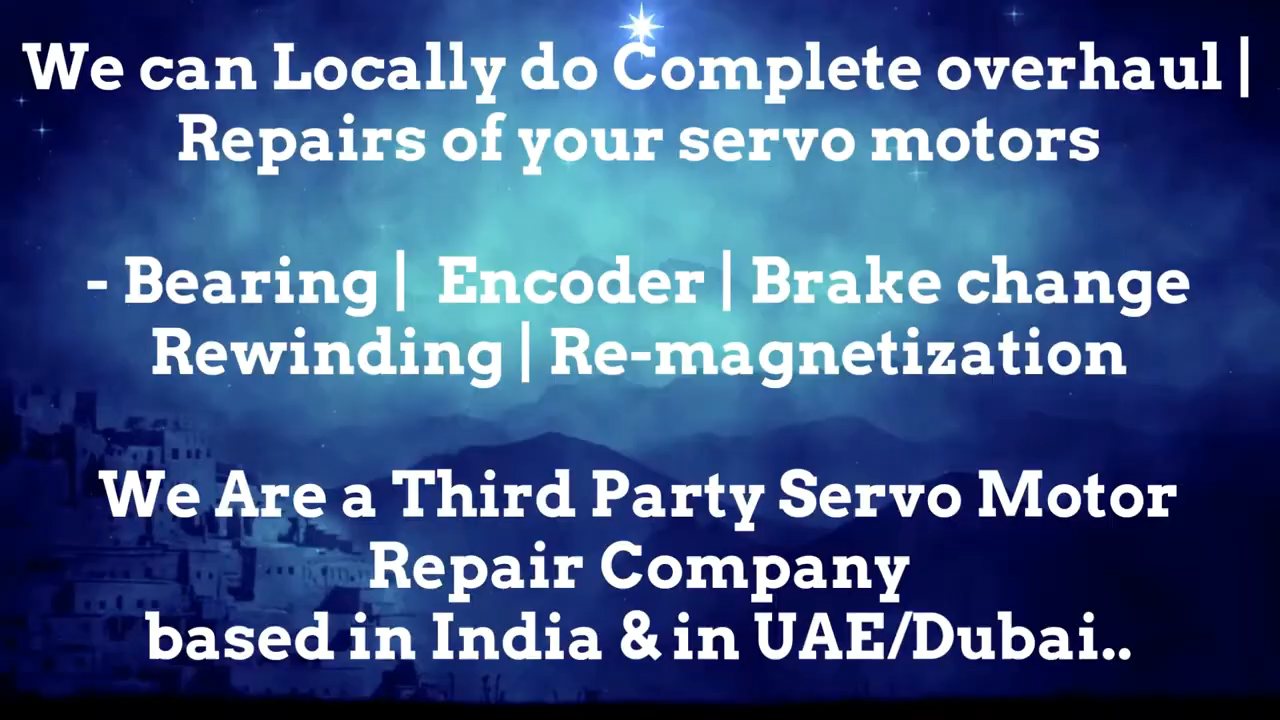 We can Locally do Complete overhaul |
Repairs of your servo motors
- Bearing | Encoder | Brake change
Rewinding | Re-magnetization
We Are a Third Party Servo Motor
Repair Company
based in India & in UAE/Dubai..